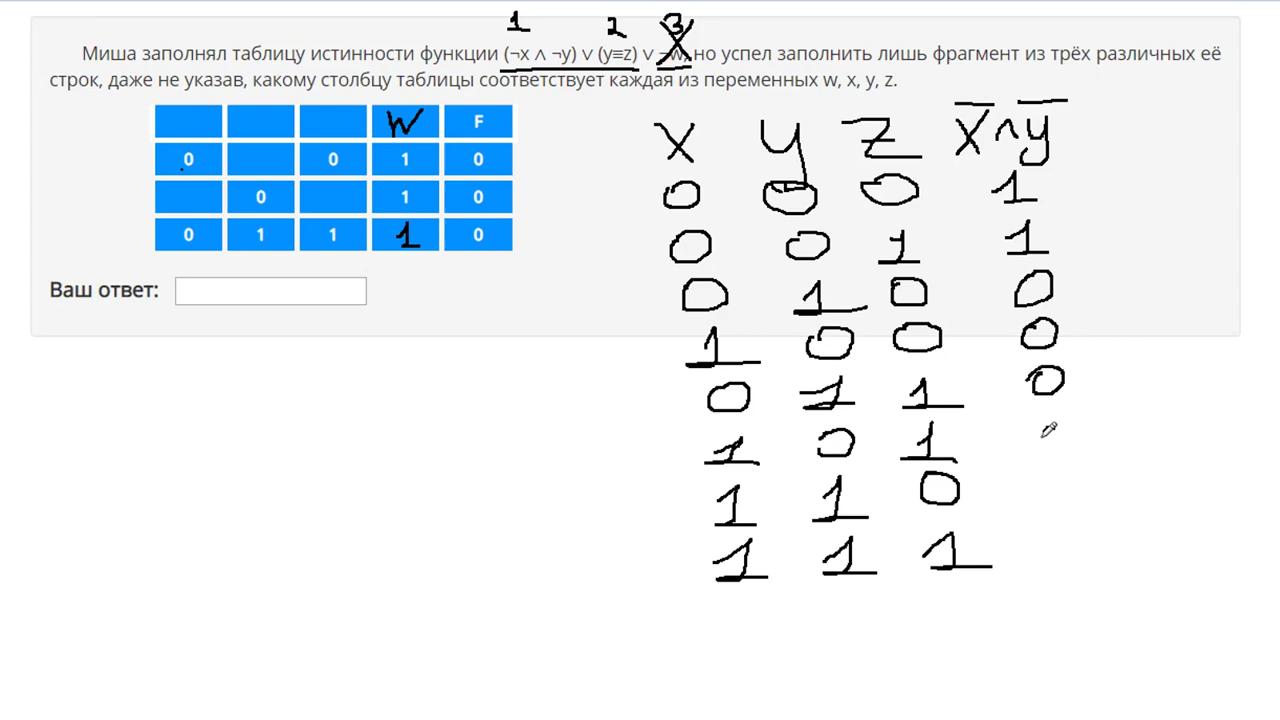 1 2 3
Миша заполнял таблицу истинности функции (¬x ∧ ¬y) ∨ (y≡z) ∨ ¬w, но успел заполнить лишь фрагмент из трёх различных её
строк, даже не указав, какому столбцу таблицы соответствует каждая из переменных w, x, y, z.
W F
0 0 1 0
0 1 0
0 1 1 1 0
Ваш ответ:
x y z x̅ ∧ y̅
0 0 0 1
0 0 1 1
0 1 0 0
1 0 0 0
0 1 1 0
1 0 1
1 1 0
1 1 1